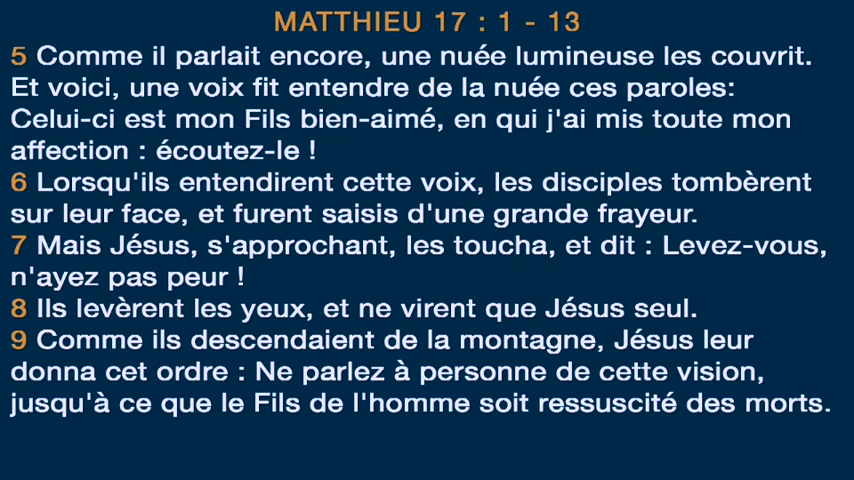 MATTHIEU 17 : 1 - 13
5 Comme il parlait encore, une nuée lumineuse les couvrit.
Et voici, une voix fit entendre de la nuée ces paroles:
Celui-ci est mon Fils bien-aimé, en qui j'ai mis toute mon
affection : écoutez-le !
6 Lorsqu'ils entendirent cette voix, les disciples tombèrent
sur leur face, et furent saisis d'une grande frayeur.
7 Mais Jésus, s'approchant, les toucha, et dit : Levez-vous,
n'ayez pas peur !
8 Ils levèrent les yeux, et ne virent que Jésus seul.
9 Comme ils descendaient de la montagne, Jésus leur
donna cet ordre : Ne parlez à personne de cette vision,
jusqu'à ce que le Fils de l'homme soit ressuscité des morts.